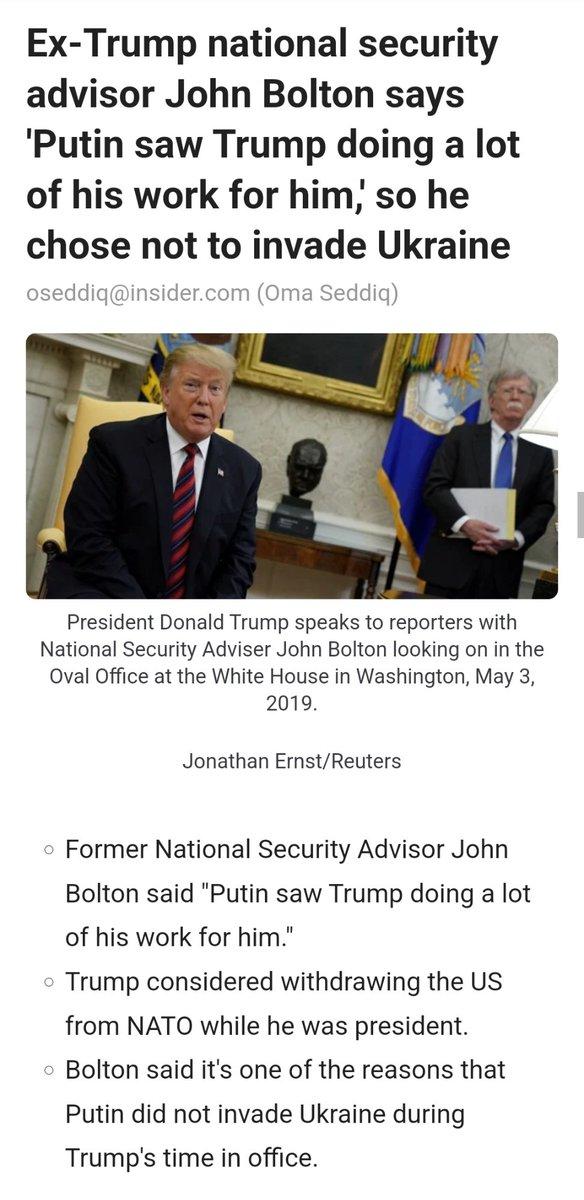 Ex-Trump national security
advisor John Bolton says
'Putin saw Trump doing a lot
of his work for him,' so he
chose not to invade Ukraine
oseddiq@insider.com (Oma Seddiq)
President Donald Trump speaks to reporters with
National Security Adviser John Bolton looking on in the
Oval Office at the White House in Washington, May 3,
2019.
Jonathan Ernst/Reuters
○ Former National Security Advisor John
Bolton said "Putin saw Trump doing a lot
of his work for him."
○ Trump considered withdrawing the US
from NATO while he was president.
○ Bolton said it's one of the reasons that
Putin did not invade Ukraine during
Trump's time in office.